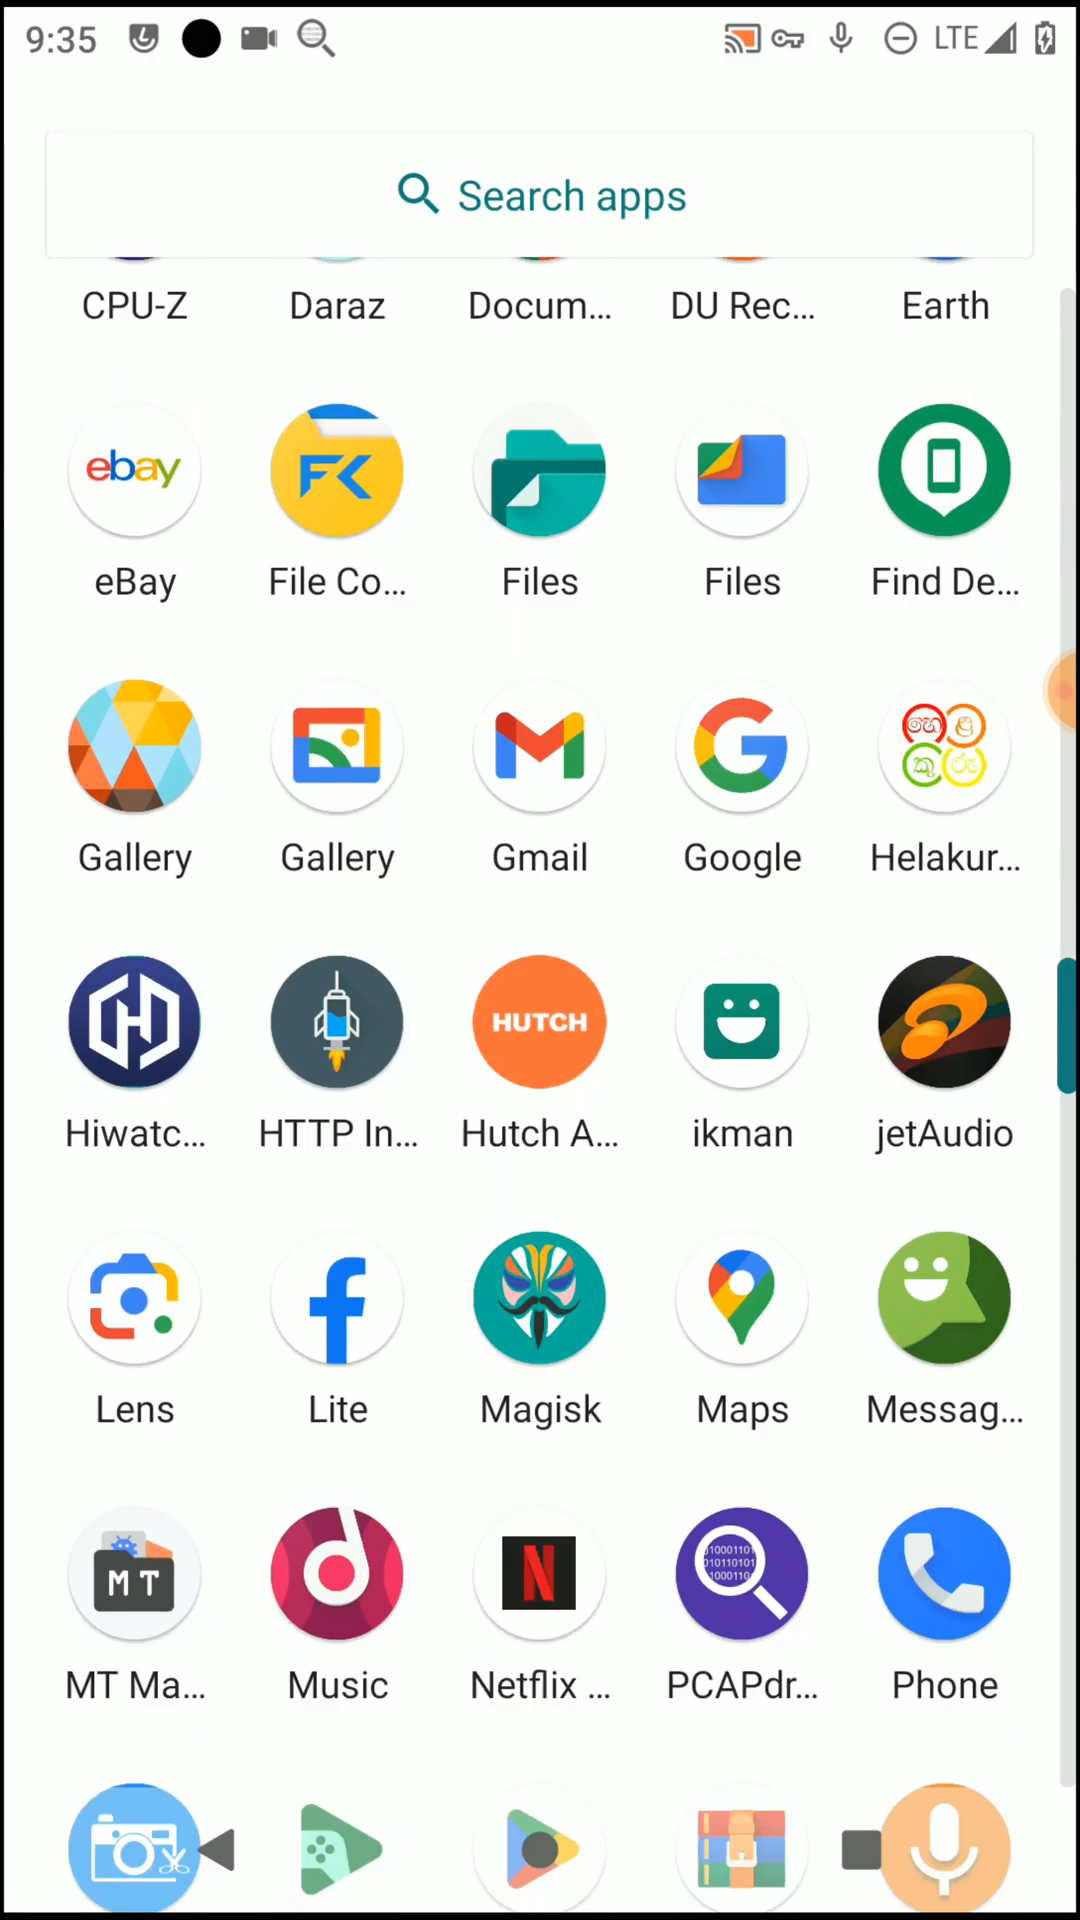 9:35 LTE
Search apps
CPU-Z Daraz Docum... DU Rec... Earth
ebay FK
eBay File Co... Files Files Find De...
හෙ ළ
කු රු
Gallery Gallery Gmail Google Helakur...
HUTCH
Hiwatc... HTTP In... Hutch A... ikman jetAudio
Lens Lite Magisk Maps Messag...
MT N
MT Ma... Music Netflix ... PCAPdr... Phone